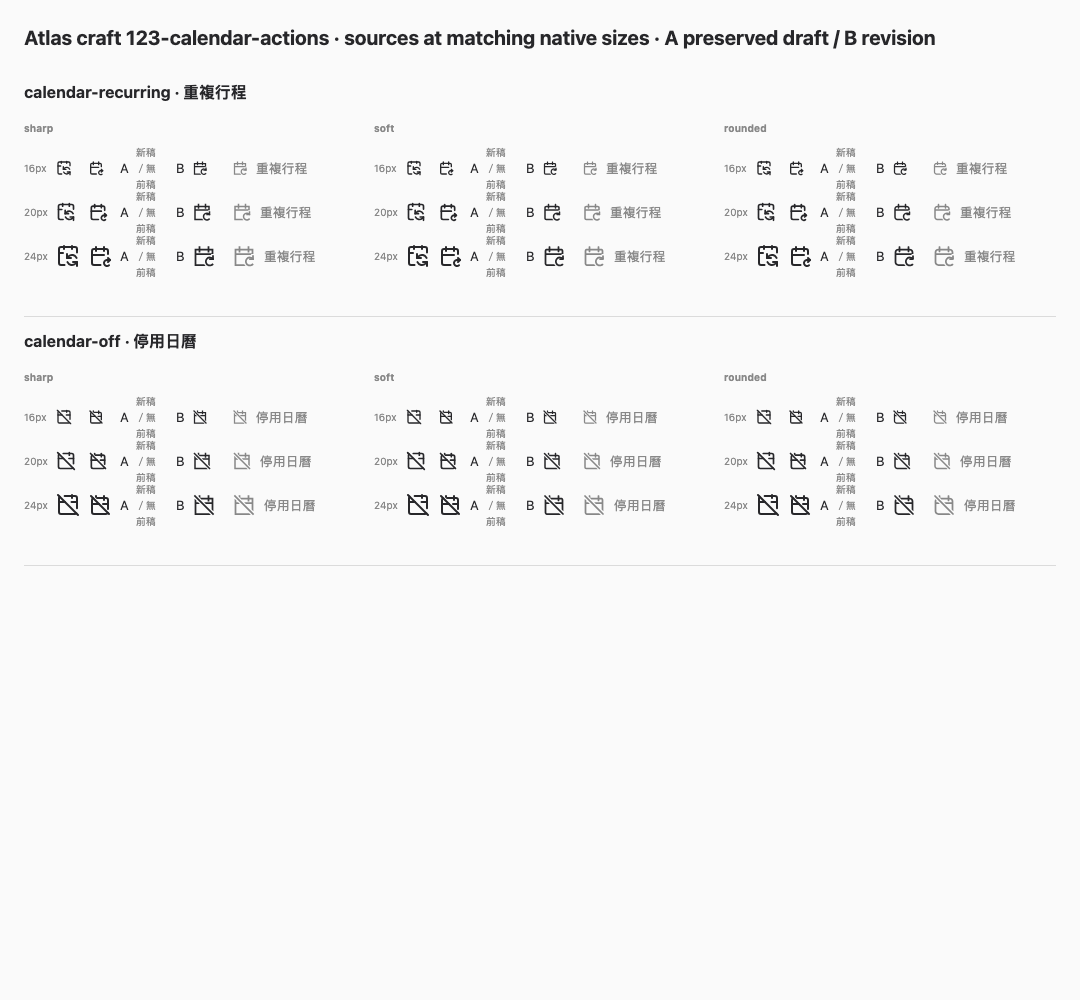 Atlas craft 123-calendar-actions · sources at matching native sizes · A preserved draft / B revision
calendar-recurring · 重複行程
sharp
soft
rounded
16px A 新稿 / 無前稿 B 重複行程
16px A 新稿 / 無前稿 B 重複行程
16px A 新稿 / 無前稿 B 重複行程
20px A 新稿 / 無前稿 B 重複行程
20px A 新稿 / 無前稿 B 重複行程
20px A 新稿 / 無前稿 B 重複行程
24px A 新稿 / 無前稿 B 重複行程
24px A 新稿 / 無前稿 B 重複行程
24px A 新稿 / 無前稿 B 重複行程
calendar-off · 停用日曆
sharp
soft
rounded
16px A 新稿 / 無前稿 B 停用日曆
16px A 新稿 / 無前稿 B 停用日曆
16px A 新稿 / 無前稿 B 停用日曆
20px A 新稿 / 無前稿 B 停用日曆
20px A 新稿 / 無前稿 B 停用日曆
20px A 新稿 / 無前稿 B 停用日曆
24px A 新稿 / 無前稿 B 停用日曆
24px A 新稿 / 無前稿 B 停用日曆
24px A 新稿 / 無前稿 B 停用日曆